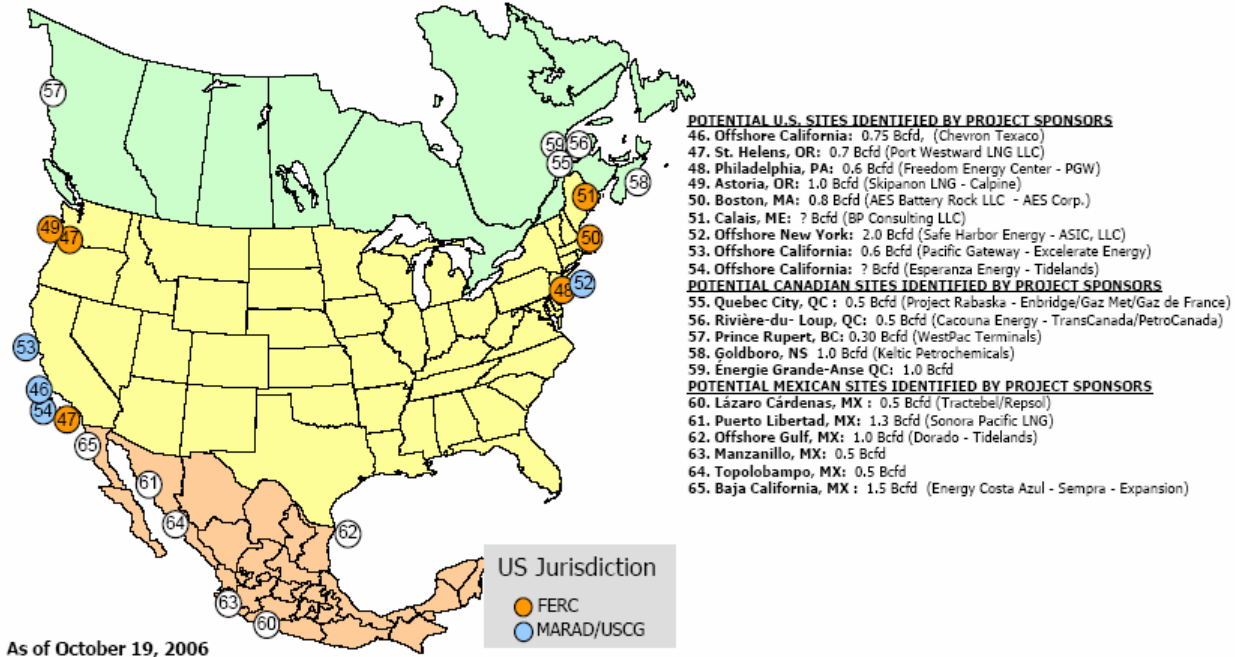 57
59
56
55
58
51
49
47
50
48
52
53
46
54
47
65
61
64
62
63
60
POTENTIAL U.S. SITES IDENTIFIED BY PROJECT SPONSORS
46. Offshore California: 0.75 Bcfd, (Chevron Texaco)
47. St. Helens, OR: 0.7 Bcfd (Port Westward LNG LLC)
48. Philadelphia, PA: 0.6 Bcfd (Freedom Energy Center - PGW)
49. Astoria, OR: 1.0 Bcfd (Skipanon LNG - Calpine)
50. Boston, MA: 0.8 Bcfd (AES Battery Rock LLC - AES Corp.)
51. Calais, ME: ? Bcfd (BP Consulting LLC)
52. Offshore New York: 2.0 Bcfd (Safe Harbor Energy - ASIC, LLC)
53. Offshore California: 0.6 Bcfd (Pacific Gateway - Excelerate Energy)
54. Offshore California: ? Bcfd (Esperanza Energy - Tidelands)
POTENTIAL CANADIAN SITES IDENTIFIED BY PROJECT SPONSORS
55. Quebec City, QC : 0.5 Bcfd (Project Rabaska - Enbridge/Gaz Met/Gaz de France)
56. Rivière-du- Loup, QC: 0.5 Bcfd (Cacouna Energy - TransCanada/PetroCanada)
57. Prince Rupert, BC: 0.30 Bcfd (WestPac Terminals)
58. Goldboro, NS 1.0 Bcfd (Keltic Petrochemicals)
59. Énergie Grande-Anse QC: 1.0 Bcfd
POTENTIAL MEXICAN SITES IDENTIFIED BY PROJECT SPONSORS
60. Lázaro Cárdenas, MX : 0.5 Bcfd (Tractebel/Repsol)
61. Puerto Libertad, MX: 1.3 Bcfd (Sonora Pacific LNG)
62. Offshore Gulf, MX: 1.0 Bcfd (Dorado - Tidelands)
63. Manzanillo, MX: 0.5 Bcfd
64. Topolobampo, MX: 0.5 Bcfd
65. Baja California, MX : 1.5 Bcfd (Energy Costa Azul - Sempra - Expansion)
US Jurisdiction
FERC
MARAD/USCG
As of October 19, 2006